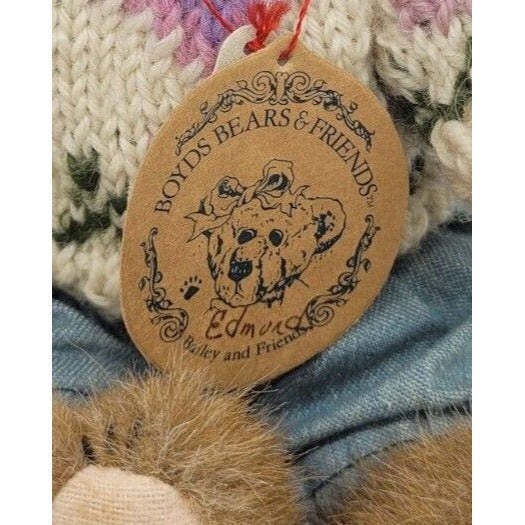 BOYDS BEARS & FRIENDS™
Edmund
Bailey and Friends